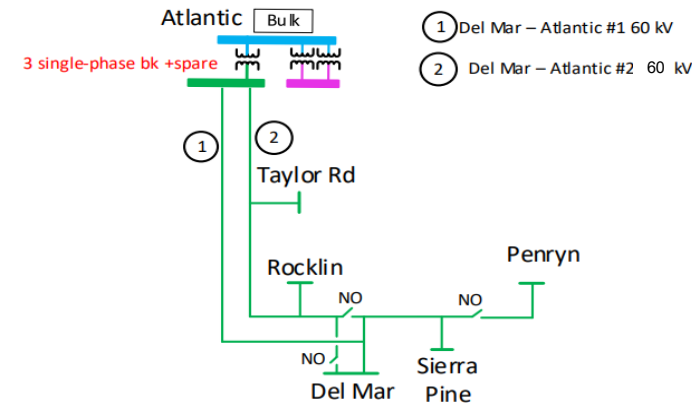 Atlantic Bulk
1 Del Mar – Atlantic #1 60 kV
3 single-phase bk +spare
2 Del Mar – Atlantic #2 60 kV
1
2
Taylor Rd
Penryn
Rocklin
NO
NO
NO
Sierra
Pine
Del Mar